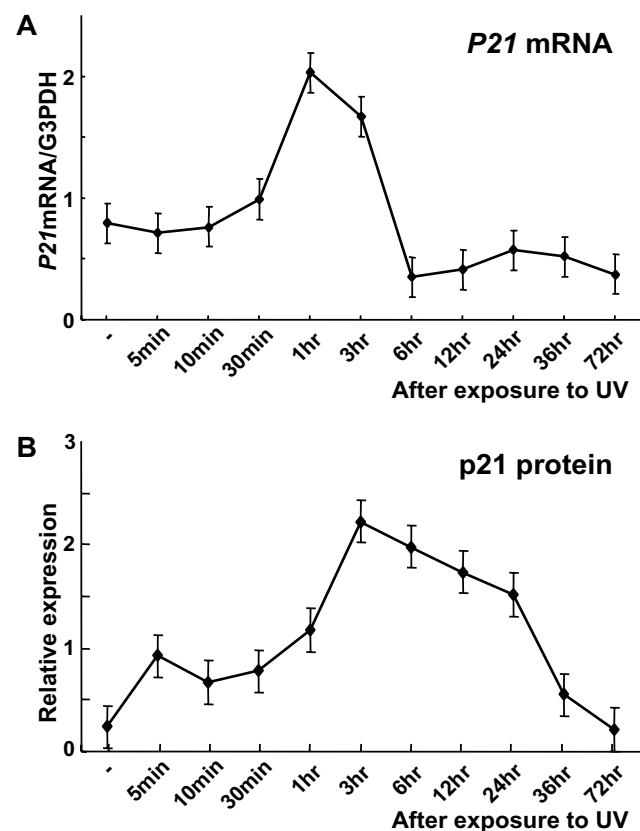 A
P21 mRNA
P21mRNA/G3PDH
2
1
0
- 5min 10min 30min 1hr 3hr 6hr 12hr 24hr 36hr 72hr
After exposure to UV
B
p21 protein
Relative expression
3
2
1
0
- 5min 10min 30min 1hr 3hr 6hr 12hr 24hr 36hr 72hr
After exposure to UV